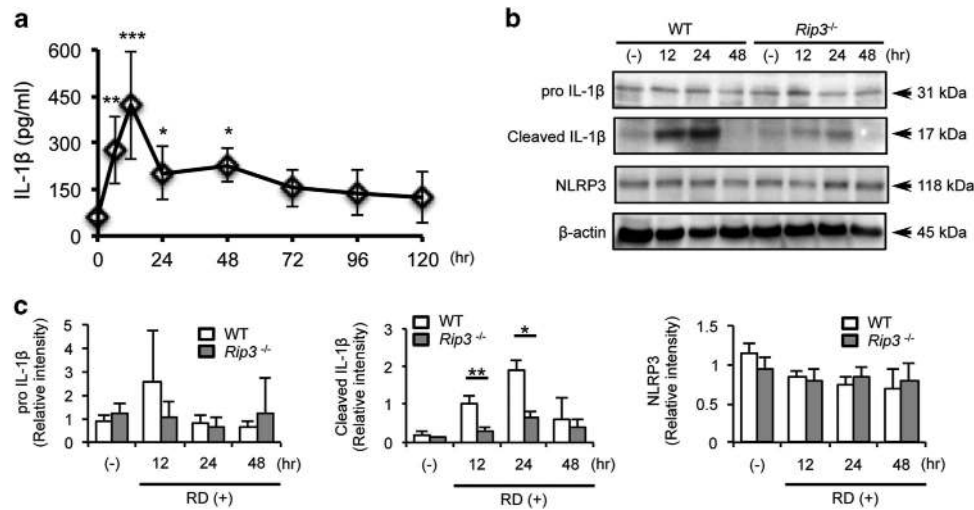 a
***
**
*
*
IL-1β (pg/ml)
600
450
300
150
0
0 24 48 72 96 120 (hr)
b
WT Rip3-/-
(-) 12 24 48 (-) 12 24 48 (hr)
pro IL-1β 31 kDa
Cleaved IL-1β 17 kDa
NLRP3 118 kDa
β-actin 45 kDa
c
pro IL-1β
(Relative intensity)
5
4
3
2
1
0
WT
Rip3 -/-
(-) 12 24 48 (hr)
RD (+)
Cleaved IL-1β
(Relative intensity)
3
2
1
0
WT
Rip3 -/-
*
**
(-) 12 24 48 (hr)
RD (+)
NLRP3
(Relative intensity)
1.5
1
0.5
0
WT
Rip3 -/-
(-) 12 24 48 (hr)
RD (+)